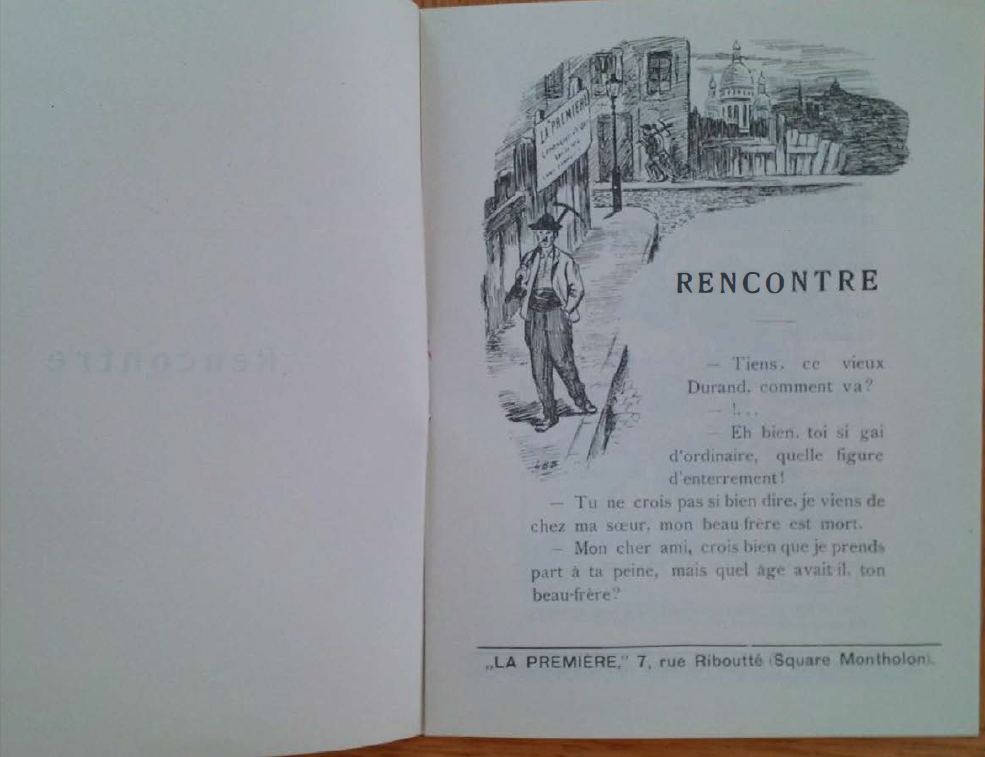 Rencontre
LA PREMIÈRE
RENCONTRE
— Tiens, ce vieux
Durand, comment va?
— !...
— Eh bien, toi si gai
d'ordinaire, quelle figure
d'enterrement!
— Tu ne crois pas si bien dire, je viens de
chez ma sœur, mon beau frère est mort.
— Mon cher ami, crois bien que je prends
part à ta peine, mais quel âge avait il, ton
beau-frère?
„LA PREMIÈRE,” 7, rue Riboutté (Square Montholon).